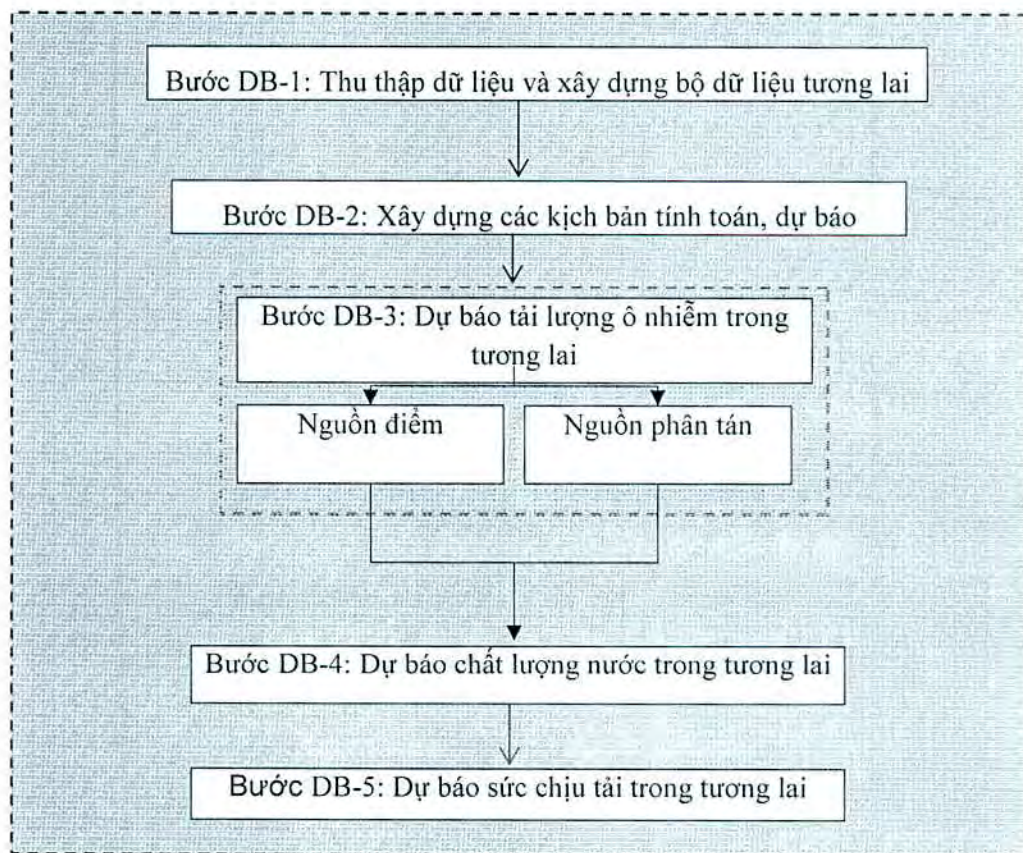 Bước DB-1: Thu thập dữ liệu và xây dựng bộ dữ liệu tương lai
Bước DB-2: Xây dựng các kịch bản tính toán, dự báo
Bước DB-3: Dự báo tải lượng ô nhiễm trong
tương lai
Nguồn điểm
Nguồn phân tán
Bước DB-4: Dự báo chất lượng nước trong tương lai
Bước DB-5: Dự báo sức chịu tải trong tương lai